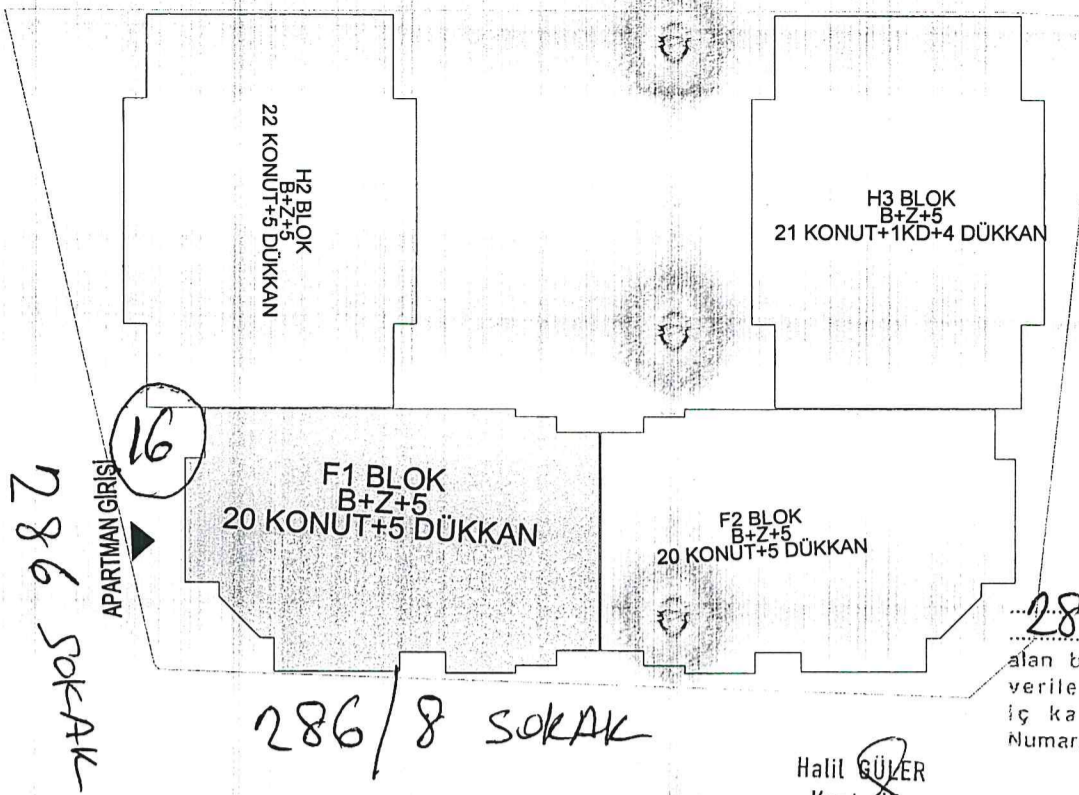 H2 BLOK
B+Z+5
22 KONUT+5 DÜKKAN
H3 BLOK
B+Z+5
21 KONUT+1KD+4 DÜKKAN
16
APARTMAN GİRİŞİ
286 SOKAK
F1 BLOK
B+Z+5
20 KONUT+5 DÜKKAN
F2 BLOK
B+Z+5
20 KONUT+5 DÜKKAN
286/8 SOKAK
28
alan b
verile
iç ka
Numar
Halil GÜLER